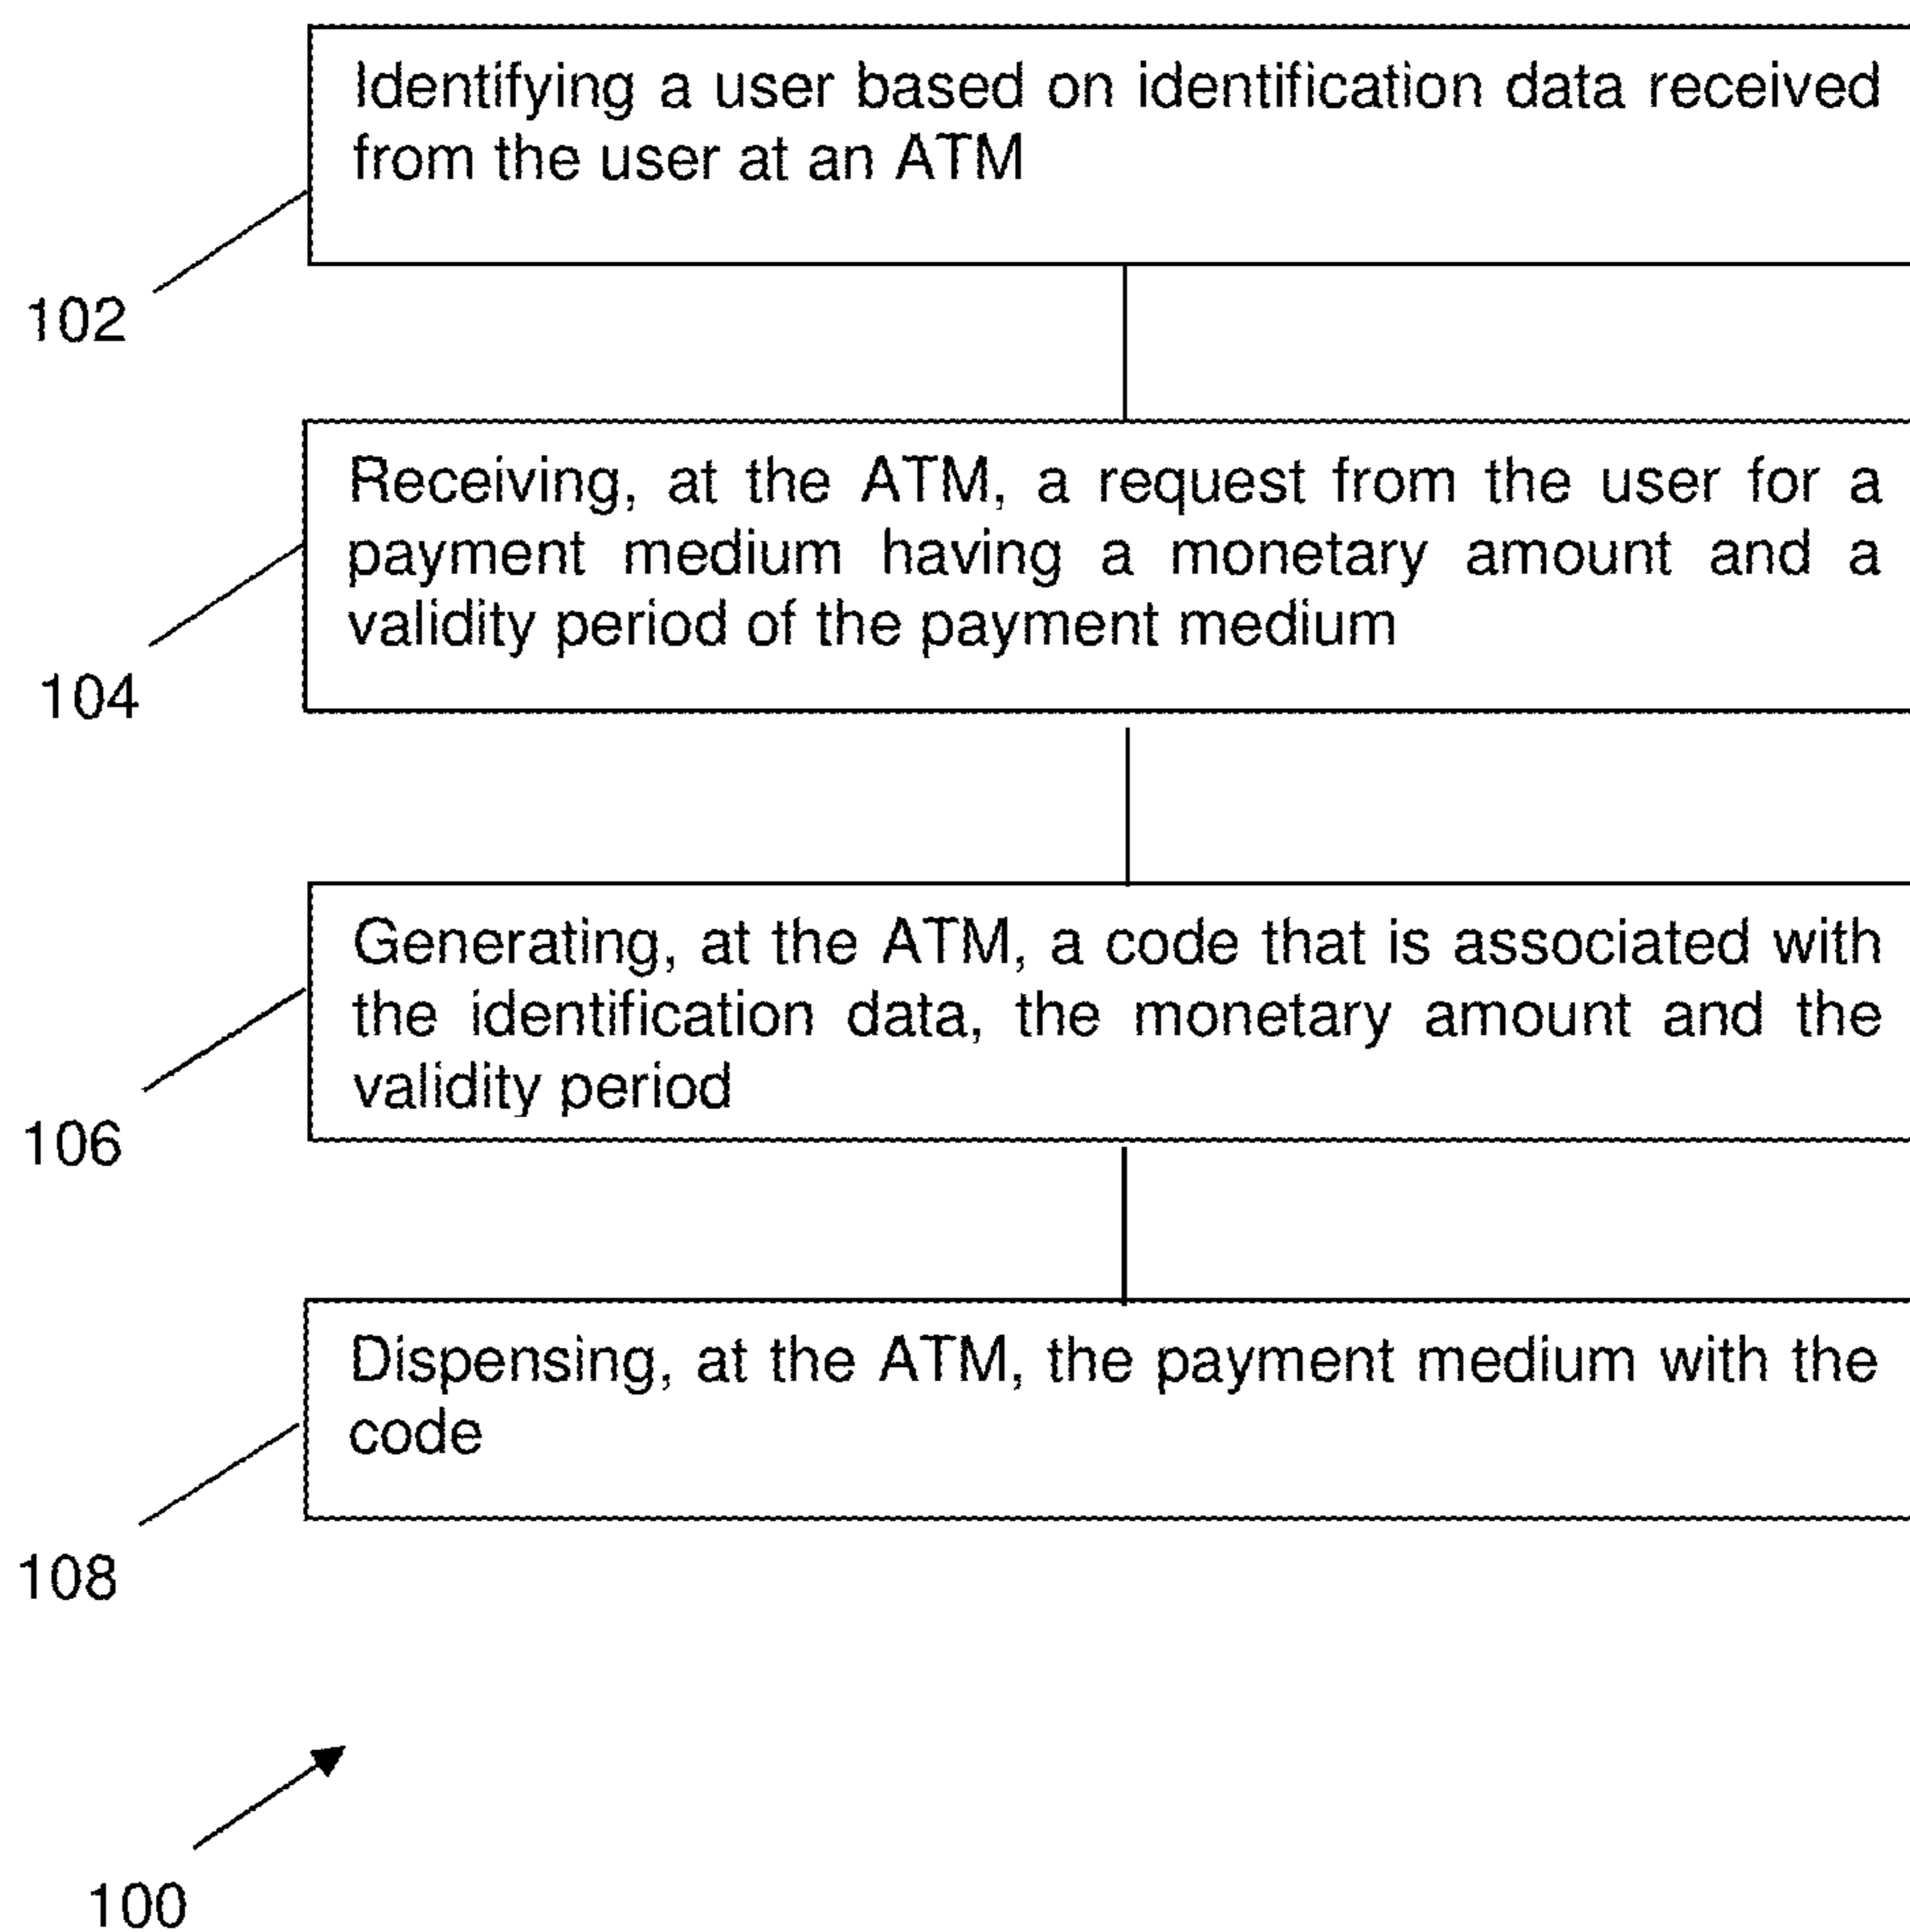 Identifying a user based on identification data received
from the user at an ATM
102
Receiving, at the ATM, a request from the user for a
payment medium having a monetary amount and a
validity period of the payment medium
104
Generating, at the ATM, a code that is associated with
the identification data, the monetary amount and the
validity period
106
Dispensing, at the ATM, the payment medium with the
code
108
100